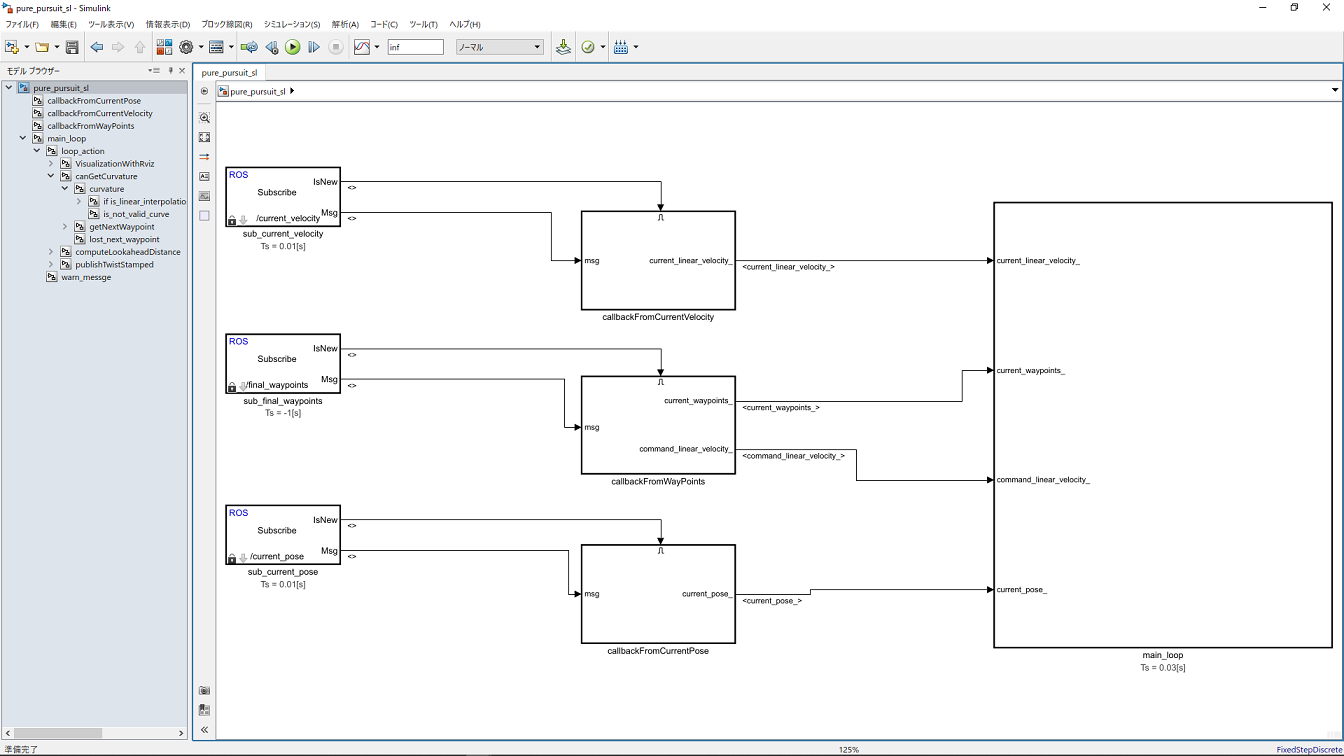 pure_pursuit_sl - Simulink
ファイル(F) 編集(E) ツール表示(V) 情報表示(D) ブロック線図(R) シミュレーション(S) 解析(A) コード(C) ツール(T) ヘルプ(H)
inf ノーマル
モデル ブラウザー
pure_pursuit_sl
callbackFromCurrentPose
callbackFromCurrentVelocity
callbackFromWayPoints
main_loop
loop_action
VisualizationWithRviz
canGetCurvature
curvature
if is_linear_interpolatio
is_not_valid_curve
getNextWaypoint
lost_next_waypoint
computeLookaheadDistance
publishTwistStamped
warn_messge
pure_pursuit_sl
pure_pursuit_sl
ROS
Subscribe
IsNew
<>
Msg
<>
/current_velocity
sub_current_velocity
Ts = 0.01[s]
msg
current_linear_velocity_
<current_linear_velocity_>
callbackFromCurrentVelocity
ROS
Subscribe
IsNew
<>
Msg
<>
/final_waypoints
sub_final_waypoints
Ts = -1[s]
msg
current_waypoints_
<current_waypoints_>
command_linear_velocity_
<command_linear_velocity_>
callbackFromWayPoints
ROS
Subscribe
IsNew
<>
Msg
<>
/current_pose
sub_current_pose
Ts = 0.01[s]
msg
current_pose_
<current_pose_>
callbackFromCurrentPose
current_linear_velocity_
current_waypoints_
command_linear_velocity_
current_pose_
main_loop
Ts = 0.03[s]
準備完了
125%
FixedStepDiscrete